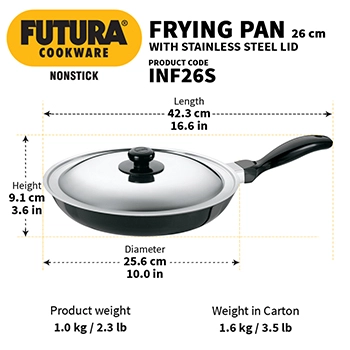 FUTURA®
COOKWARE
NONSTICK
FRYING PAN 26 cm
WITH STAINLESS STEEL LID
PRODUCT CODE
INF26S
Length
42.3 cm
16.6 in
Height
9.1 cm
3.6 in
Diameter
25.6 cm
10.0 in
Product weight
1.0 kg / 2.3 lb
Weight in Carton
1.6 kg / 3.5 lb